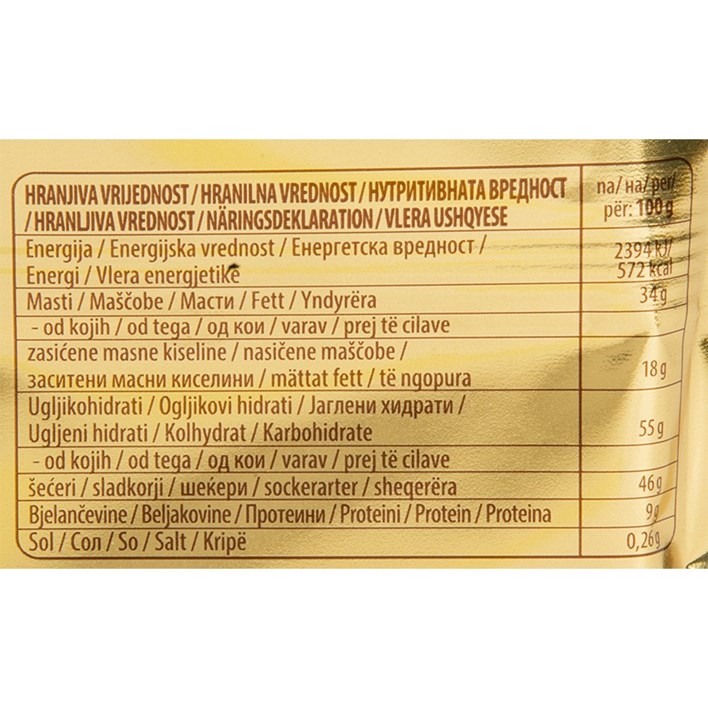 HRANJIVA VRIJEDNOST / HRANILNA VREDNOST / НУТРИТИВНАТА ВРЕДНОСТ
/ HRANLJIVA VREDNOST / NÄRINGSDEKLARATION / VLERA USHQYESE
na/ на/ per/
për: 100 g
Energija / Energijska vrednost / Енергетска вредност /
Energi / Vlera energjetikë
2394 kJ/
572 kcal
Masti / Maščobe / Масти / Fett / Yndyrëra
34 g
- od kojih / od tega / од кои / varav / prej të cilave
zasićene masne kiseline / nasičene maščobe /
заситени масни киселини / mättat fett / të ngopura
18 g
Ugljikohidrati / Ogljikovi hidrati / Јаглени хидрати /
Ugljeni hidrati / Kolhydrat / Karbohidrate
55 g
- od kojih / od tega / од кои / varav / prej të cilave
šećeri / sladkorji / шеќери / sockerarter / sheqerëra
46 g
Bjelančevine / Beljakovine / Протеини / Proteini / Protein / Proteina
9 g
Sol / Сол / So / Salt / Kripë
0,26 g